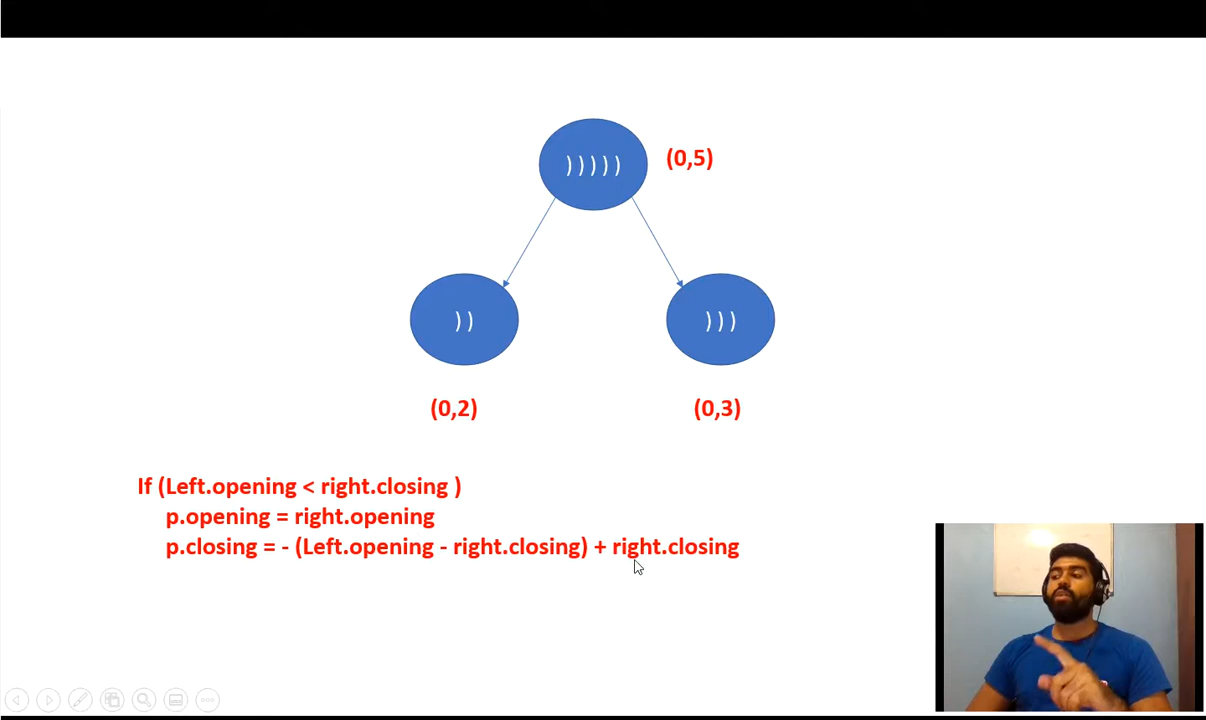 )))))
(0,5)
))
)))
(0,2)
(0,3)
If (Left.opening < right.closing )
p.opening = right.opening
p.closing = - (Left.opening - right.closing) + right.closing